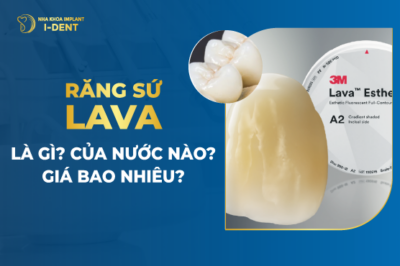 NHA KHOA IMPLANT
I-DENT
RĂNG SỨ
LAVA
LÀ GÌ? CỦA NƯỚC NÀO?
GIÁ BAO NHIÊU?
3M
Lava™ Esthe
A2